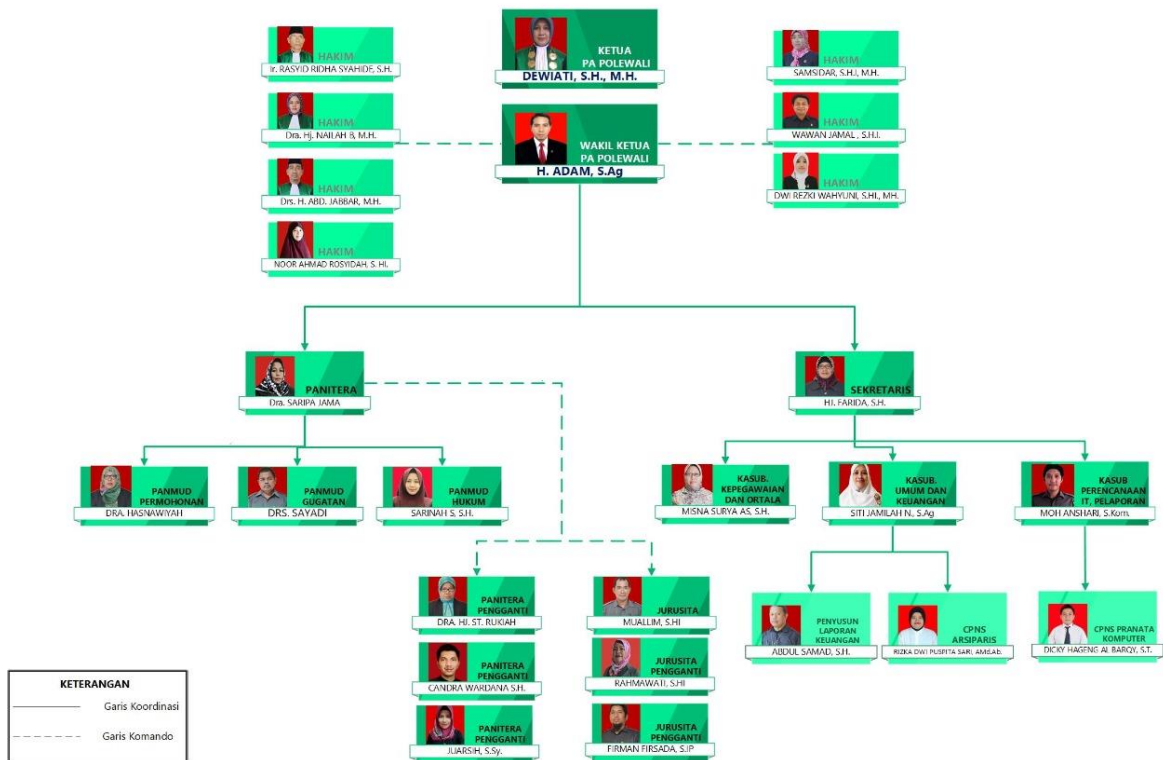 KETUA
PA POLEWALI
DEWIATI, S.H., M.H.
WAKIL KETUA
PA POLEWALI
H. ADAM, S.Ag
HAKIM
Ir. RASYID RIDHA SYAHIDE, S.H.
HAKIM
Dra. Hj. NAILAH B, M.H.
HAKIM
Drs. H. ABD. JABBAR, M.H.
HAKIM
NOOR AHMAD ROSYIDAH, S. HI.
HAKIM
SAMSIDAR, S.H.I, M.H.
HAKIM
WAWAN JAMAL , S.H.I.
HAKIM
DWI REZKI WAHYUNI, S.HI., MH.
PANITERA
Dra. SARIPA JAMA
SEKRETARIS
HJ. FARIDA, S.H.
PANMUD
PERMOHONAN
DRA. HASNAWIYAH
PANMUD
GUGATAN
DRS. SAYADI
PANMUD
HUKUM
SARINAH S, S.H.
KASUB.
KEPEGAWAIAN
DAN ORTALA
MISNA SURYA AS, S.H.
KASUB.
UMUM DAN
KEUANGAN
SITI JAMILAH N., S.Ag
KASUB
PERENCANAAN
IT, PELAPORAN
MOH ANSHARI, S.Kom.
PANITERA
PENGGANTI
DRA. HJ. ST. RUKIAH
PANITERA
PENGGANTI
CANDRA WARDANA S.H.
PANITERA
PENGGANTI
JUARSIH, S.Sy.
JURUSITA
MUALLIM, S.HI
JURUSITA
PENGGANTI
RAHMAWATI, S.HI
JURUSITA
PENGGANTI
FIRMAN FIRSADA, S.IP
PENYUSUN
LAPORAN
KEUANGAN
ABDUL SAMAD, S.H.
CPNS
ARSIPARIS
RIZKA DWI PUSPITA SARI, AMd.Ab.
CPNS PRANATA
KOMPUTER
DICKY HAGENG AL BARQY, S.T.
KETERANGAN
Garis Koordinasi
Garis Komando